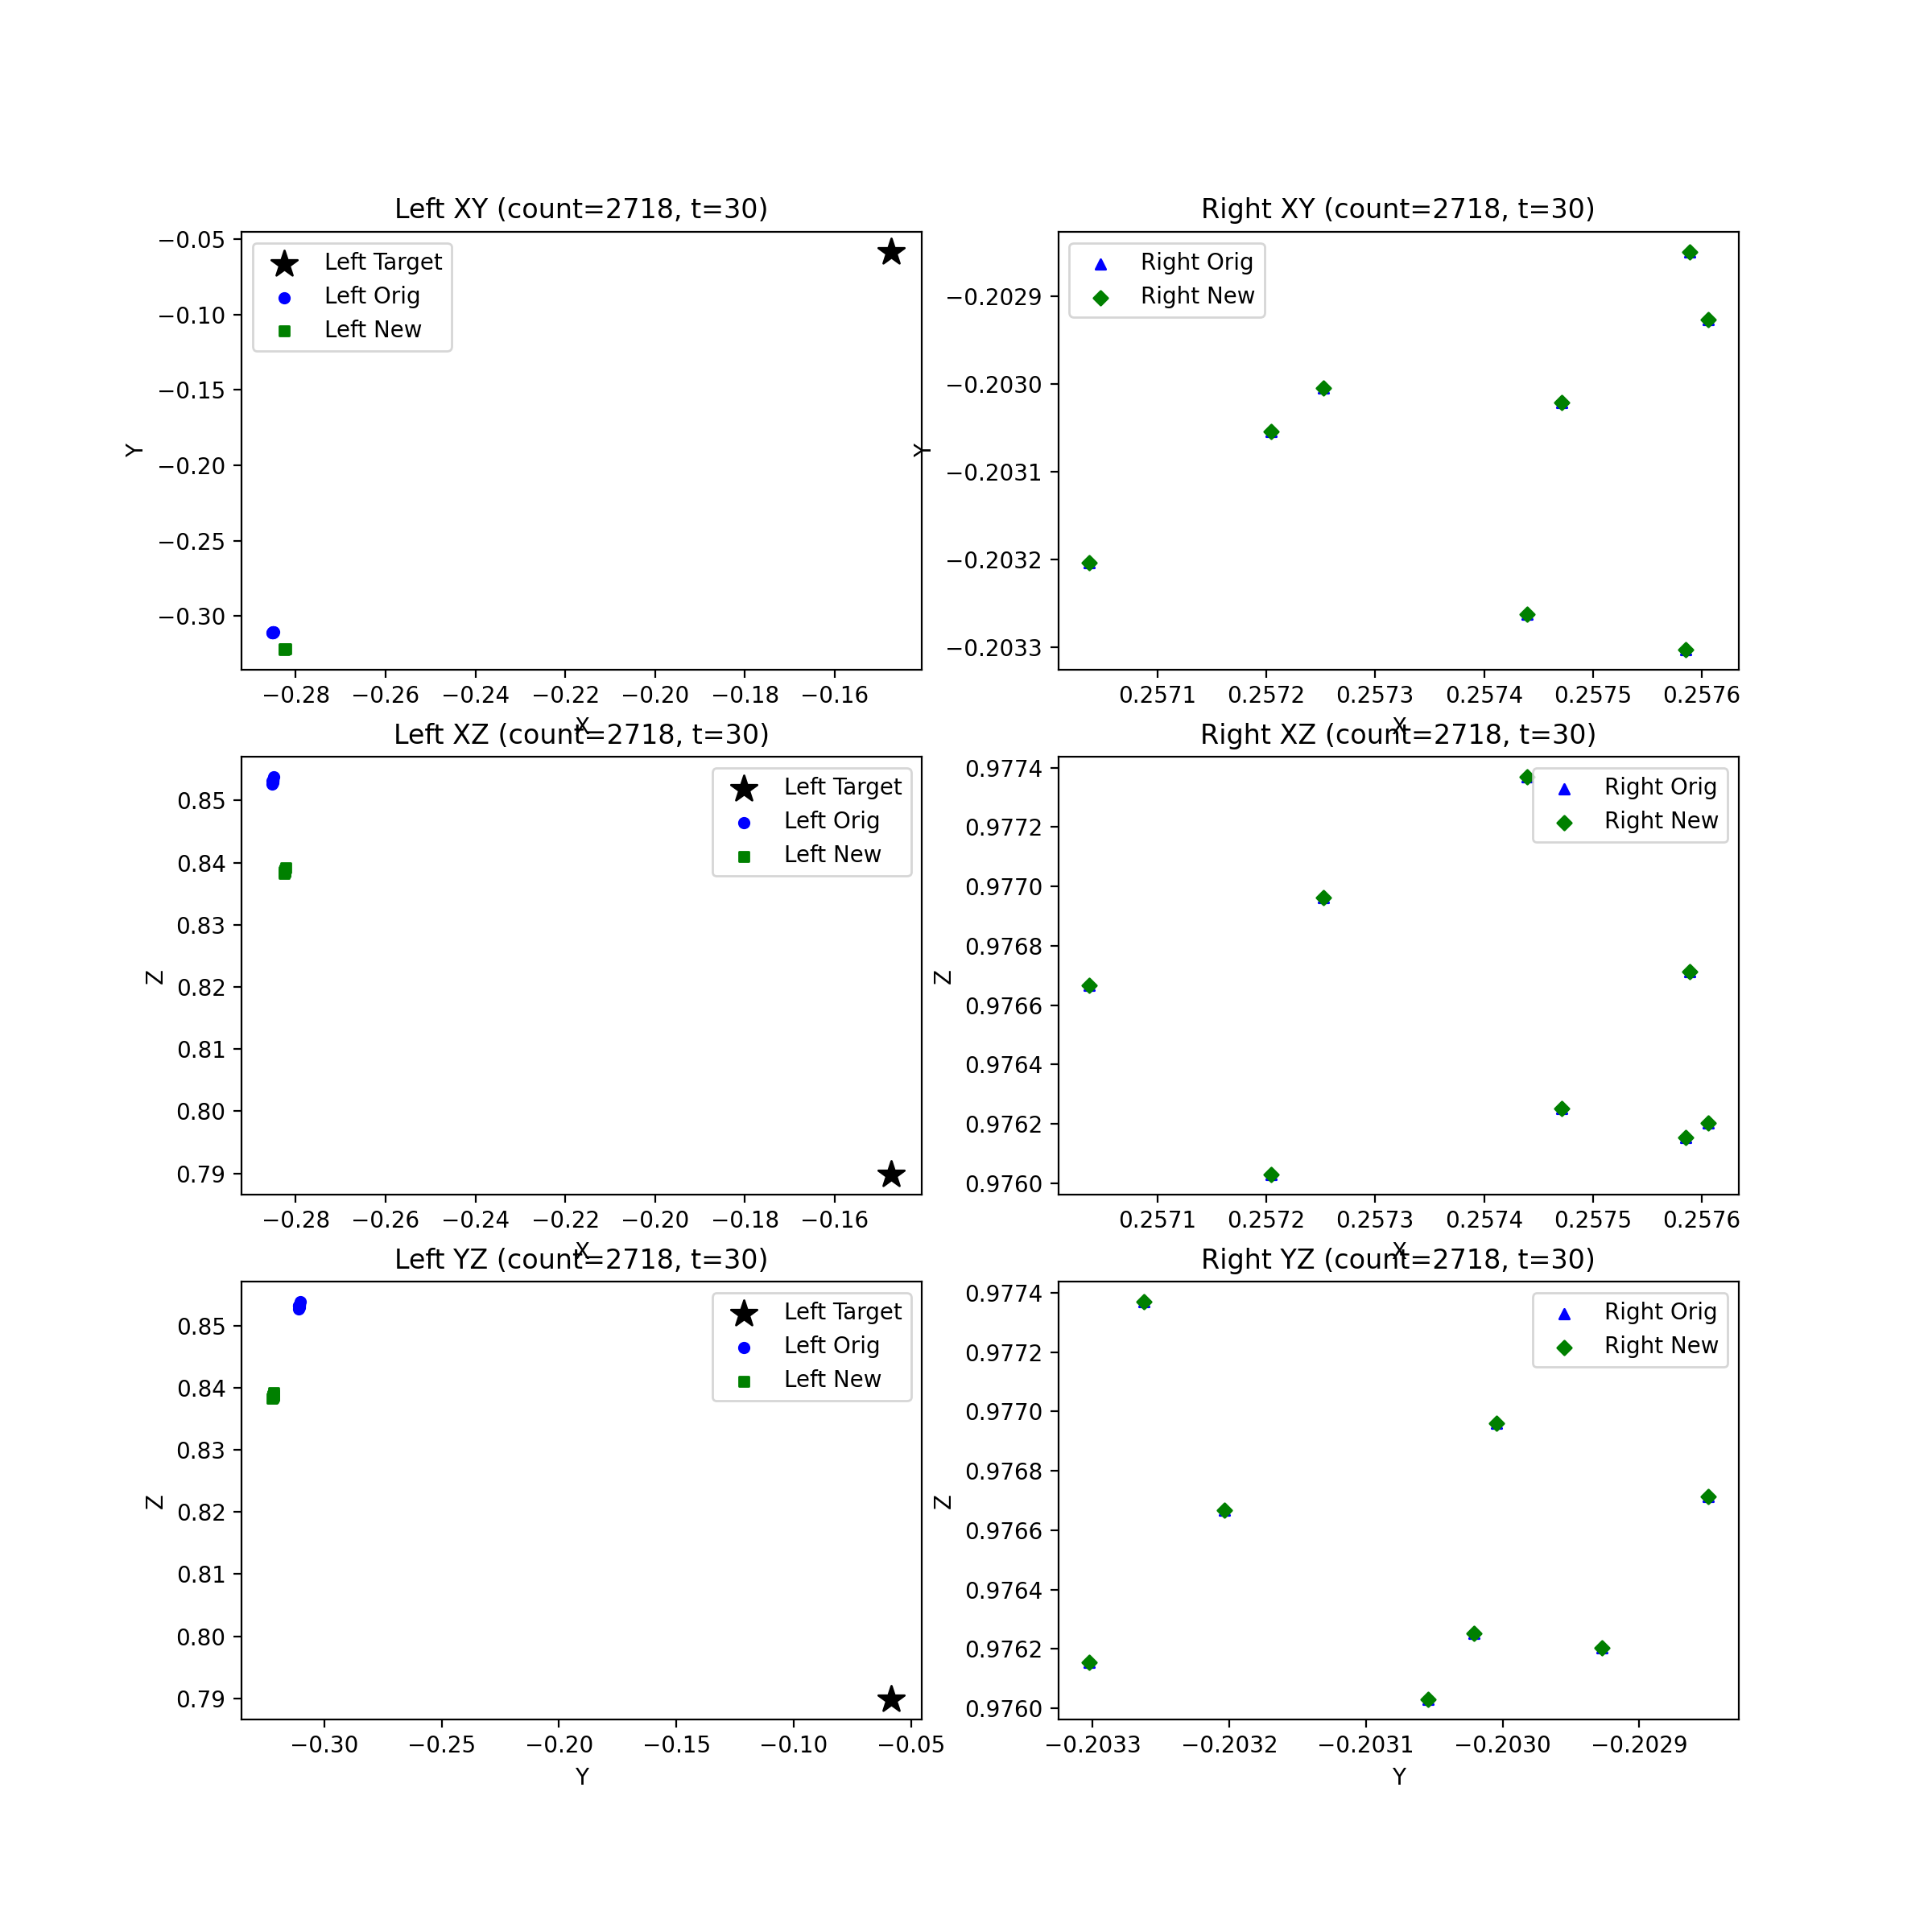 Left XY (count=2718, t=30)
Right XY (count=2718, t=30)
−0.05
−0.10
−0.15
−0.20
−0.25
−0.30
Y
Left Target
Left Orig
Left New
−0.28
−0.26
−0.24
−0.22
−0.20
−0.18
−0.16
X
−0.2029
−0.2030
−0.2031
−0.2032
−0.2033
Y
Right Orig
Right New
0.2571
0.2572
0.2573
0.2574
0.2575
0.2576
X
Left XZ (count=2718, t=30)
Right XZ (count=2718, t=30)
0.85
0.84
0.83
0.82
0.81
0.80
0.79
Z
Left Target
Left Orig
Left New
−0.28
−0.26
−0.24
−0.22
−0.20
−0.18
−0.16
X
0.9774
0.9772
0.9770
0.9768
0.9766
0.9764
0.9762
0.9760
Z
Right Orig
Right New
0.2571
0.2572
0.2573
0.2574
0.2575
0.2576
X
Left YZ (count=2718, t=30)
Right YZ (count=2718, t=30)
0.85
0.84
0.83
0.82
0.81
0.80
0.79
Z
Left Target
Left Orig
Left New
−0.30
−0.25
−0.20
−0.15
−0.10
−0.05
Y
0.9774
0.9772
0.9770
0.9768
0.9766
0.9764
0.9762
0.9760
Z
Right Orig
Right New
−0.2033
−0.2032
−0.2031
−0.2030
−0.2029
Y